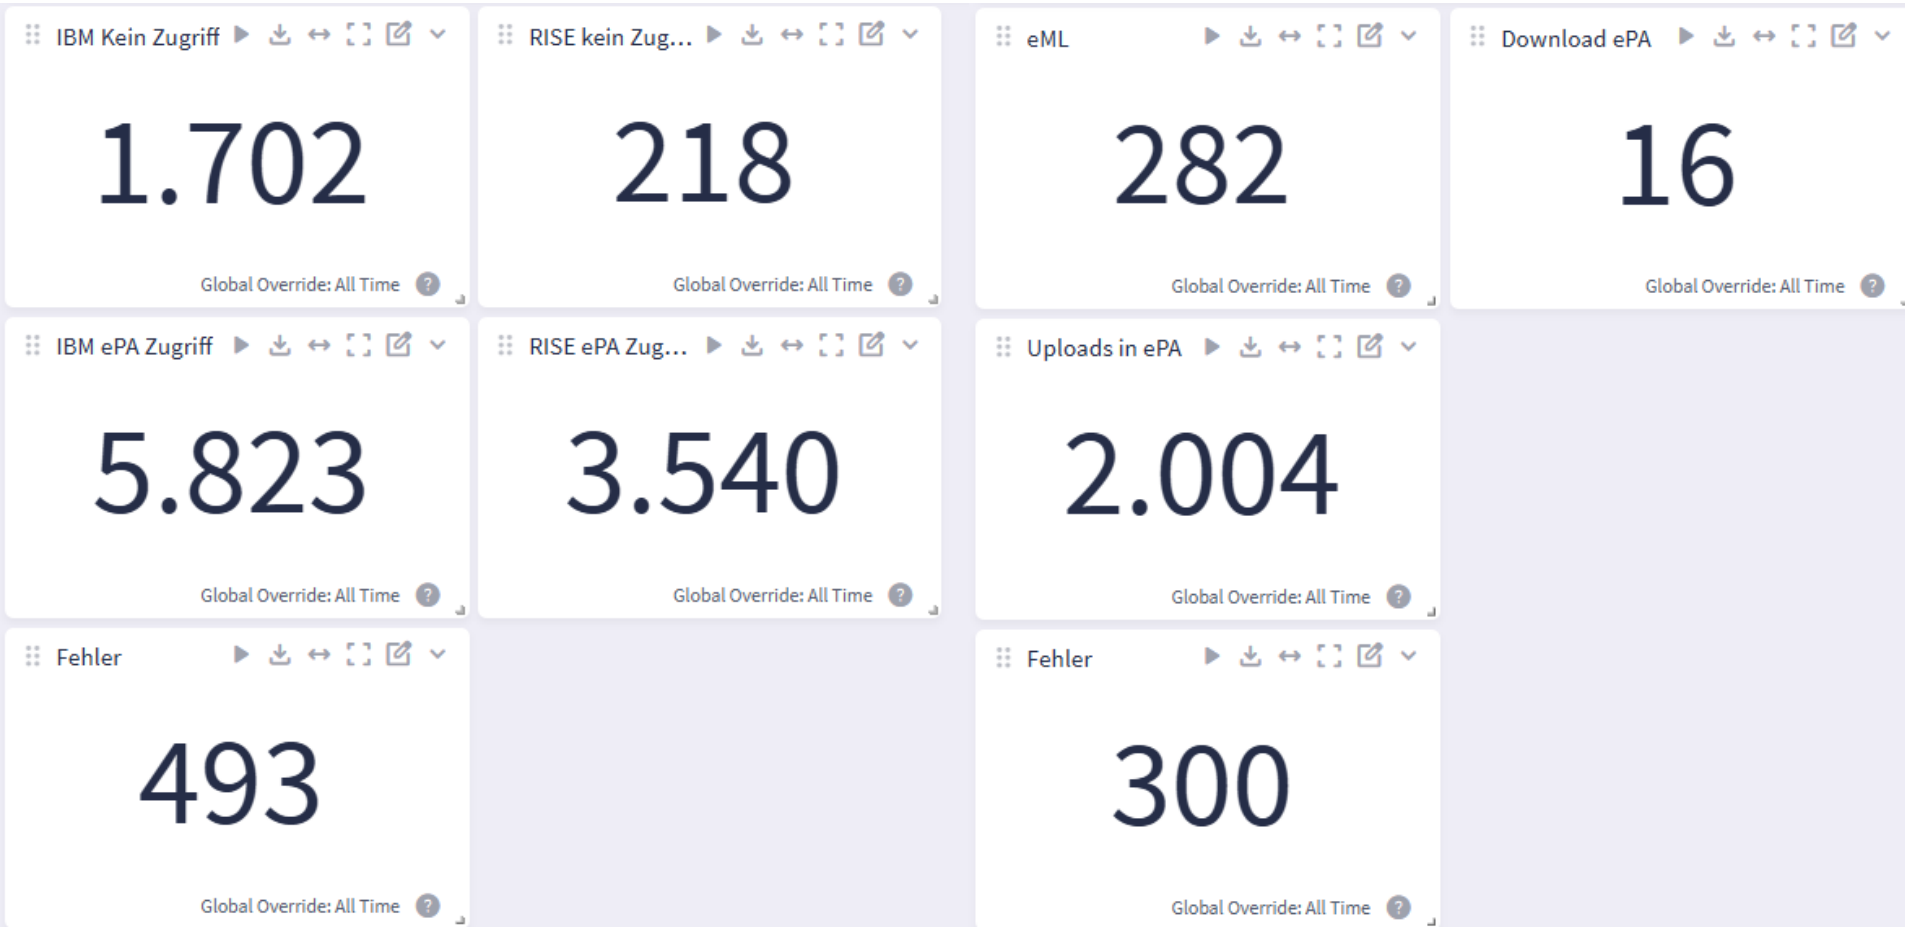 IBM Kein Zugriff
1.702
Global Override: All Time ?
RISE kein Zug...
218
Global Override: All Time ?
eML
282
Global Override: All Time ?
Download ePA
16
Global Override: All Time ?
IBM ePA Zugriff
5.823
Global Override: All Time ?
RISE ePA Zug...
3.540
Global Override: All Time ?
Uploads in ePA
2.004
Global Override: All Time ?
Fehler
493
Global Override: All Time ?
Fehler
300
Global Override: All Time ?